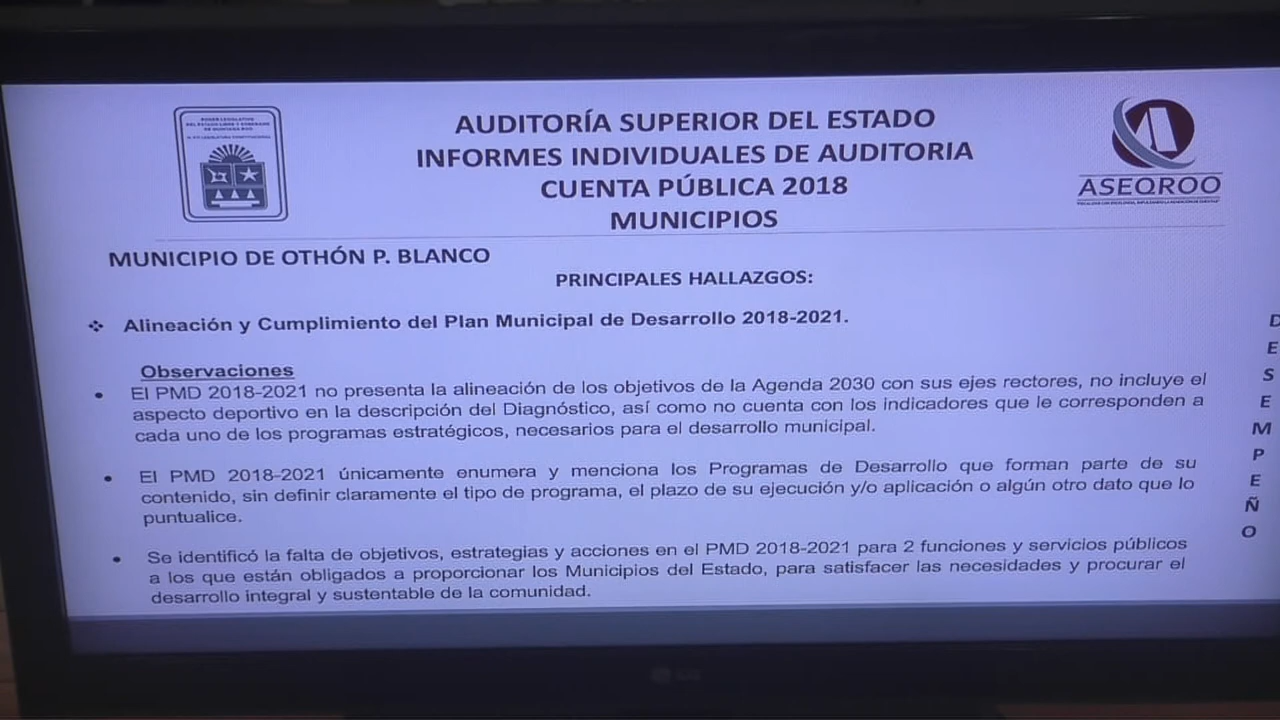 AUDITORÍA SUPERIOR DEL ESTADO
INFORMES INDIVIDUALES DE AUDITORIA
CUENTA PÚBLICA 2018
MUNICIPIOS
ASEQROO
MUNICIPIO DE OTHÓN P. BLANCO
PRINCIPALES HALLAZGOS:
❖ Alineación y Cumplimiento del Plan Municipal de Desarrollo 2018-2021.
Observaciones
• El PMD 2018-2021 no presenta la alineación de los objetivos de la Agenda 2030 con sus ejes rectores, no incluye el
aspecto deportivo en la descripción del Diagnóstico, así como no cuenta con los indicadores que le corresponden a
cada uno de los programas estratégicos, necesarios para el desarrollo municipal.
• El PMD 2018-2021 únicamente enumera y menciona los Programas de Desarrollo que forman parte de su
contenido, sin definir claramente el tipo de programa, el plazo de su ejecución y/o aplicación o algún otro dato que lo
puntualice.
• Se identificó la falta de objetivos, estrategias y acciones en el PMD 2018-2021 para 2 funciones y servicios públicos
a los que están obligados a proporcionar los Municipios del Estado, para satisfacer las necesidades y procurar el
desarrollo integral y sustentable de la comunidad.
D
E
S
E
M
P
E
Ñ
O
LG